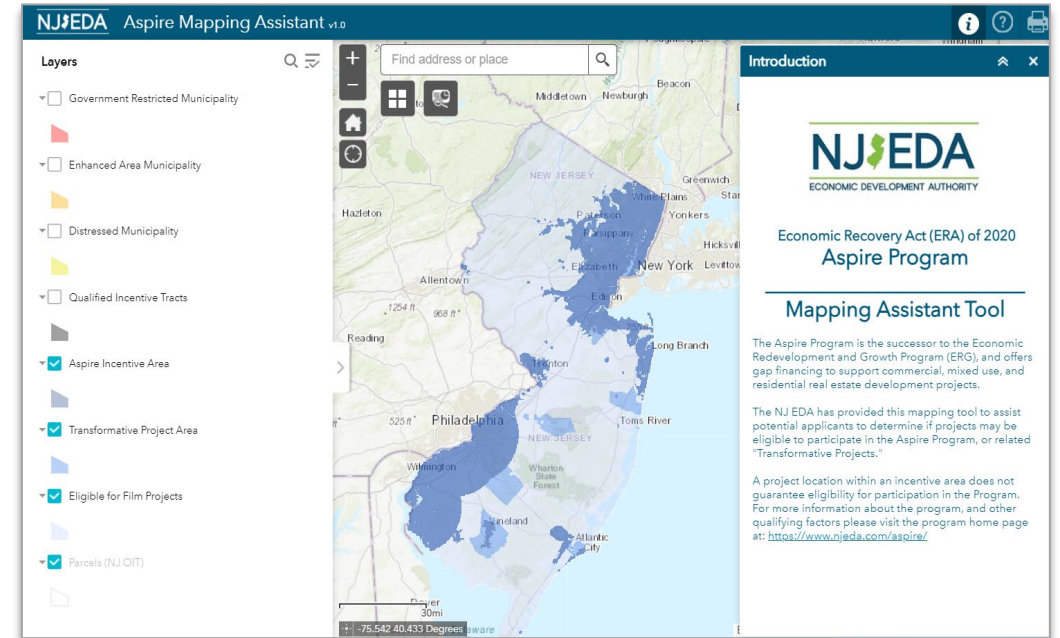 NJEDA Aspire Mapping Assistant v1.0
Layers
Government Restricted Municipality
Enhanced Area Municipality
Distressed Municipality
Qualified Incentive Tracts
Aspire Incentive Area
Transformative Project Area
Eligible for Film Projects
Parcels (NJ OIT)
+
Find address or place
−
Beacon
Middletown Newburgh
NEW JERSEY
Greenwich
White Plains
Hazleton
Paterson
Yonkers
Parsippany
Elizabeth
New York
Allentown
Edison
1254 ft
968 ft
Reading
Long Branch
Trenton
525 ft
Philadelphia
Toms River
NEW JERSEY
Wilmington
Wharton
State
Forest
Vineland
Atlantic
City
30mi
-75.542 40.433 Degrees
Introduction
NJEDA
ECONOMIC DEVELOPMENT AUTHORITY
Economic Recovery Act (ERA) of 2020
Aspire Program
Mapping Assistant Tool
The Aspire Program is the successor to the Economic
Redevelopment and Growth Program (ERG), and offers
gap financing to support commercial, mixed use, and
residential real estate development projects.
The NJ EDA has provided this mapping tool to assist
potential applicants to determine if projects may be
eligible to participate in the Aspire Program, or related
"Transformative Projects."
A project location within an incentive area does not
guarantee eligibility for participation in the Program.
For more information about the program, and other
qualifying factors please visit the program home page
at: https://www.njeda.com/aspire/